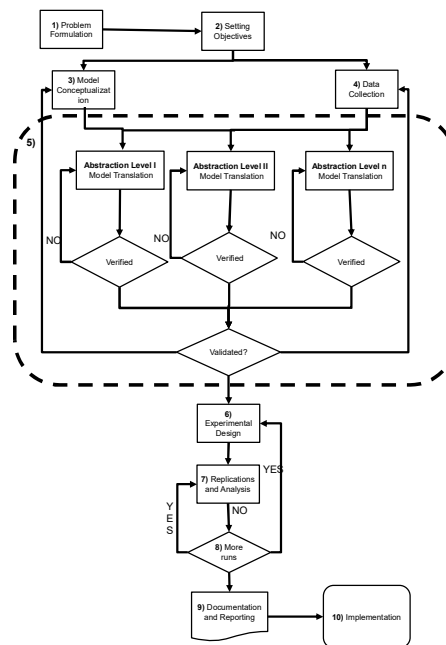 1) Problem
Formulation
2) Setting
Objectives
3) Model
Conceptualizat
ion
4) Data
Collection
5)
Abstraction Level I
Model Translation
Abstraction Level II
Model Translation
Abstraction Level n
Model Translation
NO
NO
NO
Verified
Verified
Verified
Validated?
6)
Experimental
Design
YES
7) Replications
and Analysis
Y
E
S
NO
8) More
runs
9) Documentation
and Reporting
10) Implementation